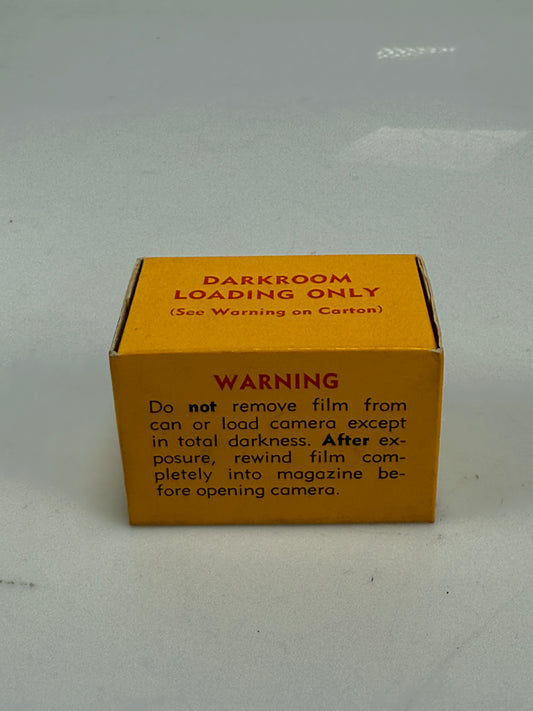 DARKROOM
LOADING ONLY
(See Warning on Carton)
WARNING
Do not remove film from
can or load camera except
in total darkness. After ex-
posure, rewind film com-
pletely into magazine be-
fore opening camera.